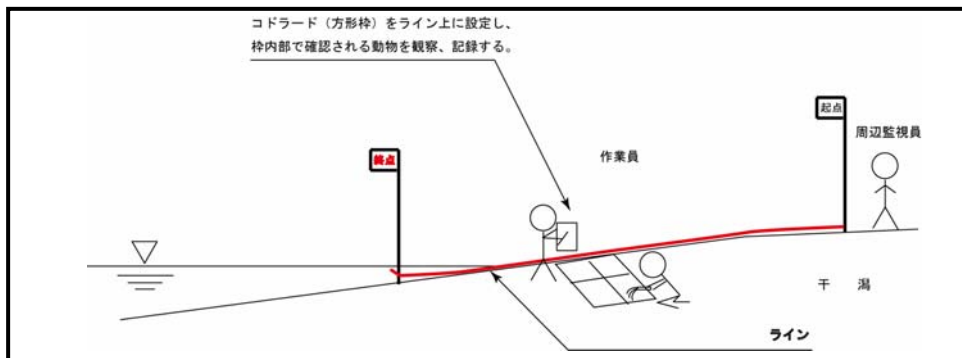 コドラード（方形枠）をライン上に設定し、
枠内部で確認される動物を観察、記録する。
起点
周辺監視員
作業員
終点
干 潟
ライン